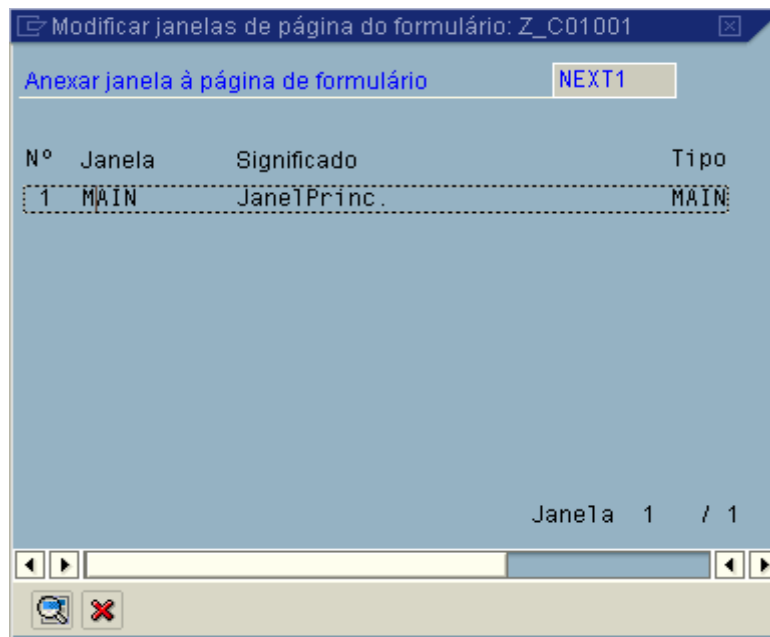 Modificar janelas de página do formulário: Z_C01001
Anexar janela à página de formulário NEXT1
Nº Janela Significado Tipo
1 MAIN JanelPrinc. MAIN
Janela 1 / 1